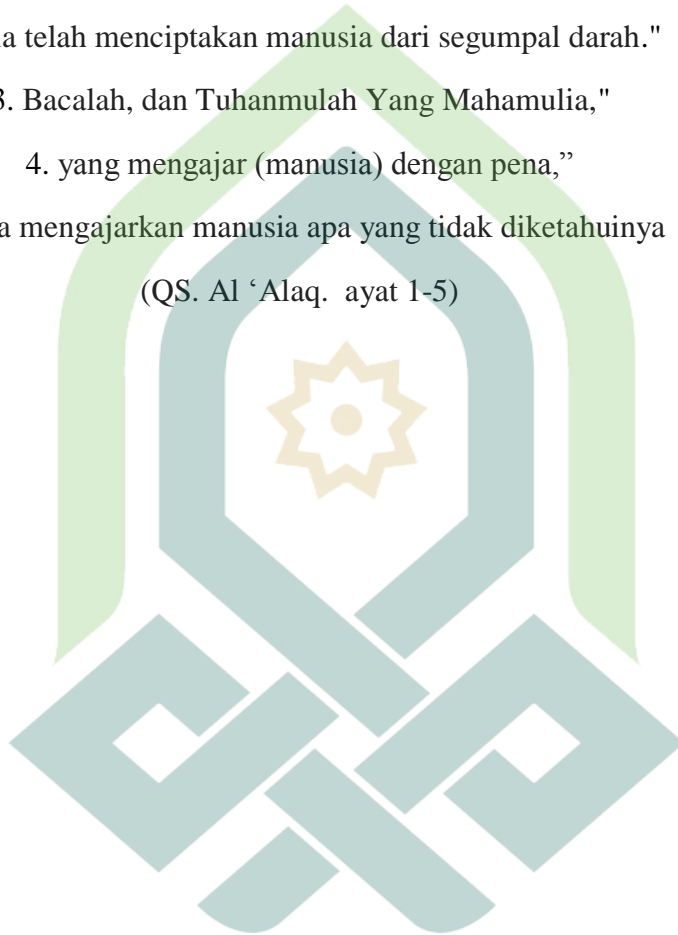 telah menciptakan manusia dari segumpal darah."
3. Bacalah, dan Tuhanmulah Yang Mahamulia,"
4. yang mengajar (manusia) dengan pena,”
mengajarkan manusia apa yang tidak diketahuinya
(QS. Al ‘Alaq. ayat 1-5)